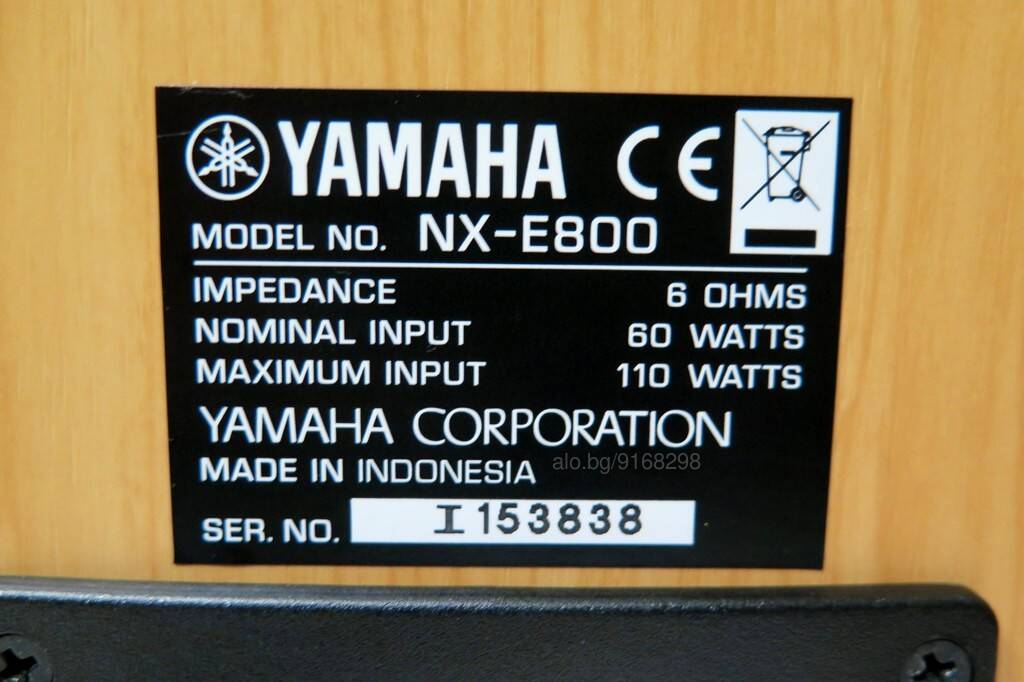 YAMAHA CE
MODEL NO. NX-E800
IMPEDANCE 6 OHMS
NOMINAL INPUT 60 WATTS
MAXIMUM INPUT 110 WATTS
YAMAHA CORPORATION
alo.bg/9168298
MADE IN INDONESIA
SER. NO. I153838